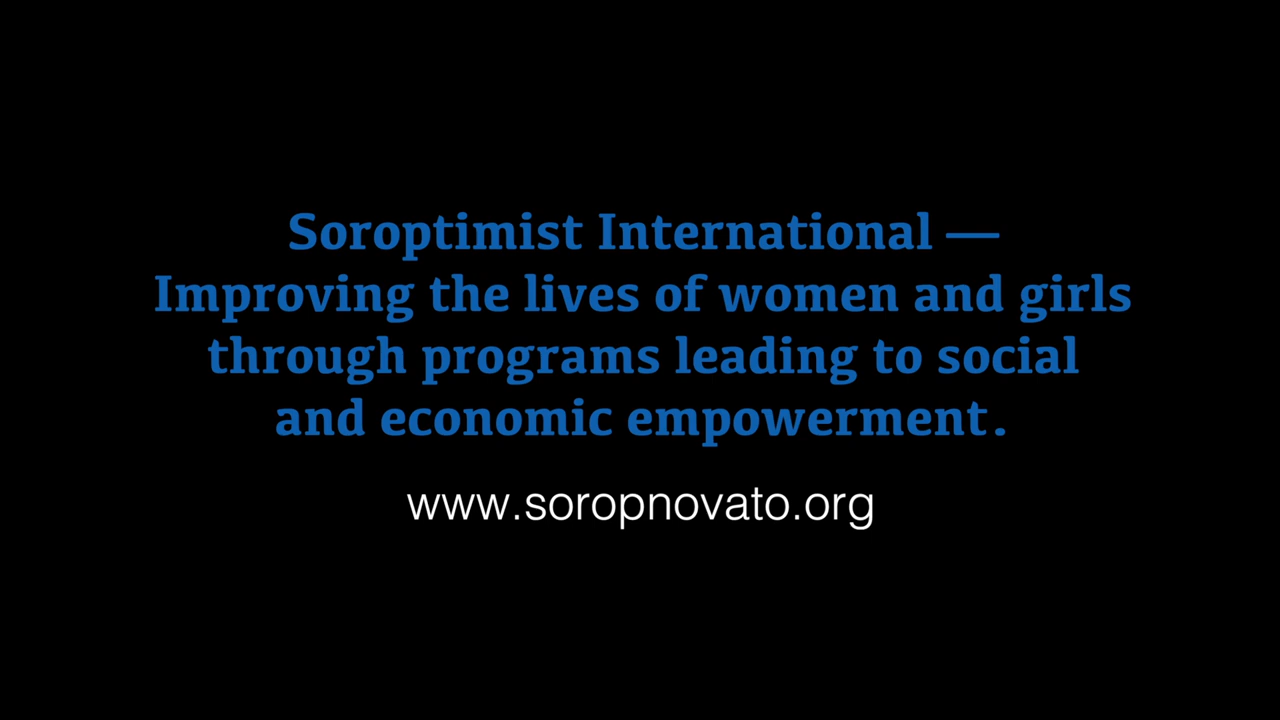 Soroptimist International —
Improving the lives of women and girls
through programs leading to social
and economic empowerment.
www.soropnovato.org